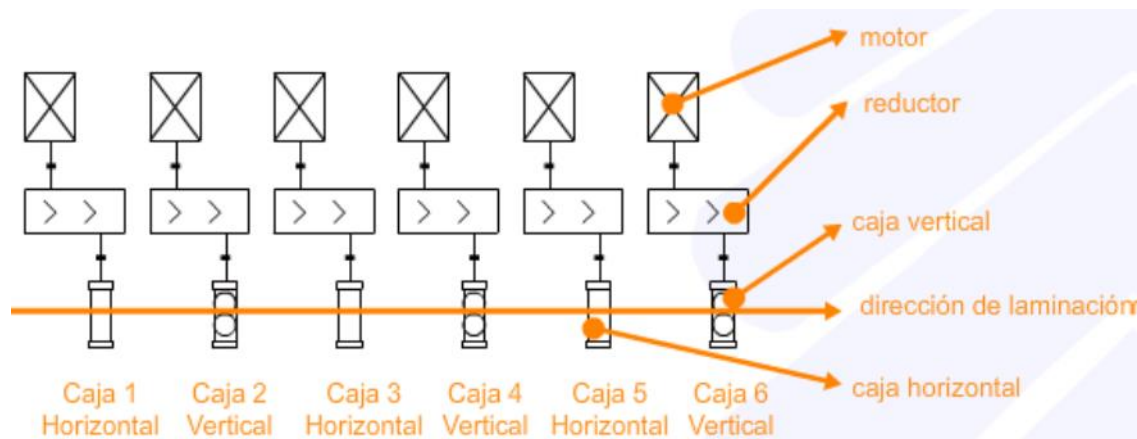 motor
reductor
caja vertical
dirección de laminación
caja horizontal
Caja 1
Horizontal
Caja 2
Vertical
Caja 3
Horizontal
Caja 4
Vertical
Caja 5
Horizontal
Caja 6
Vertical